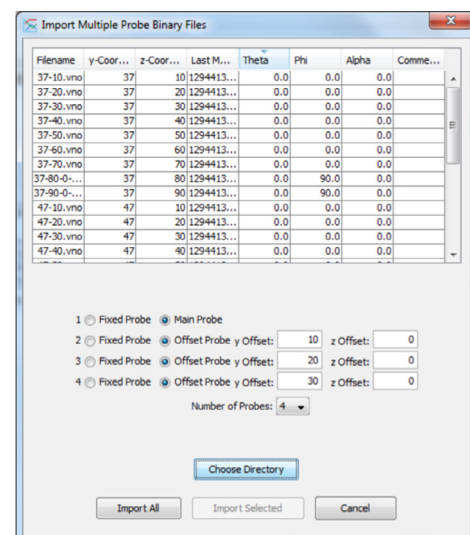 Import Multiple Probe Binary Files
Filename y-Coor... z-Coor... Last M... Theta Phi Alpha Comme...
37-10.vno 37 10 1294413... 0.0 0.0 0.0
37-20.vno 37 20 1294413... 0.0 0.0 0.0
37-30.vno 37 30 1294413... 0.0 0.0 0.0
37-40.vno 37 40 1294413... 0.0 0.0 0.0
37-50.vno 37 50 1294413... 0.0 0.0 0.0
37-60.vno 37 60 1294413... 0.0 0.0 0.0
37-70.vno 37 70 1294413... 0.0 0.0 0.0
37-80-0-... 37 80 1294413... 0.0 90.0 0.0
37-90-0-... 37 90 1294413... 0.0 90.0 0.0
47-10.vno 47 10 1294413... 0.0 0.0 0.0
47-20.vno 47 20 1294413... 0.0 0.0 0.0
47-30.vno 47 30 1294413... 0.0 0.0 0.0
47-40.vno 47 40 1294413... 0.0 0.0 0.0
1 Fixed Probe Main Probe
2 Fixed Probe Offset Probe y Offset: 10 z Offset: 0
3 Fixed Probe Offset Probe y Offset: 20 z Offset: 0
4 Fixed Probe Offset Probe y Offset: 30 z Offset: 0
Number of Probes: 4
Choose Directory
Import All Import Selected Cancel